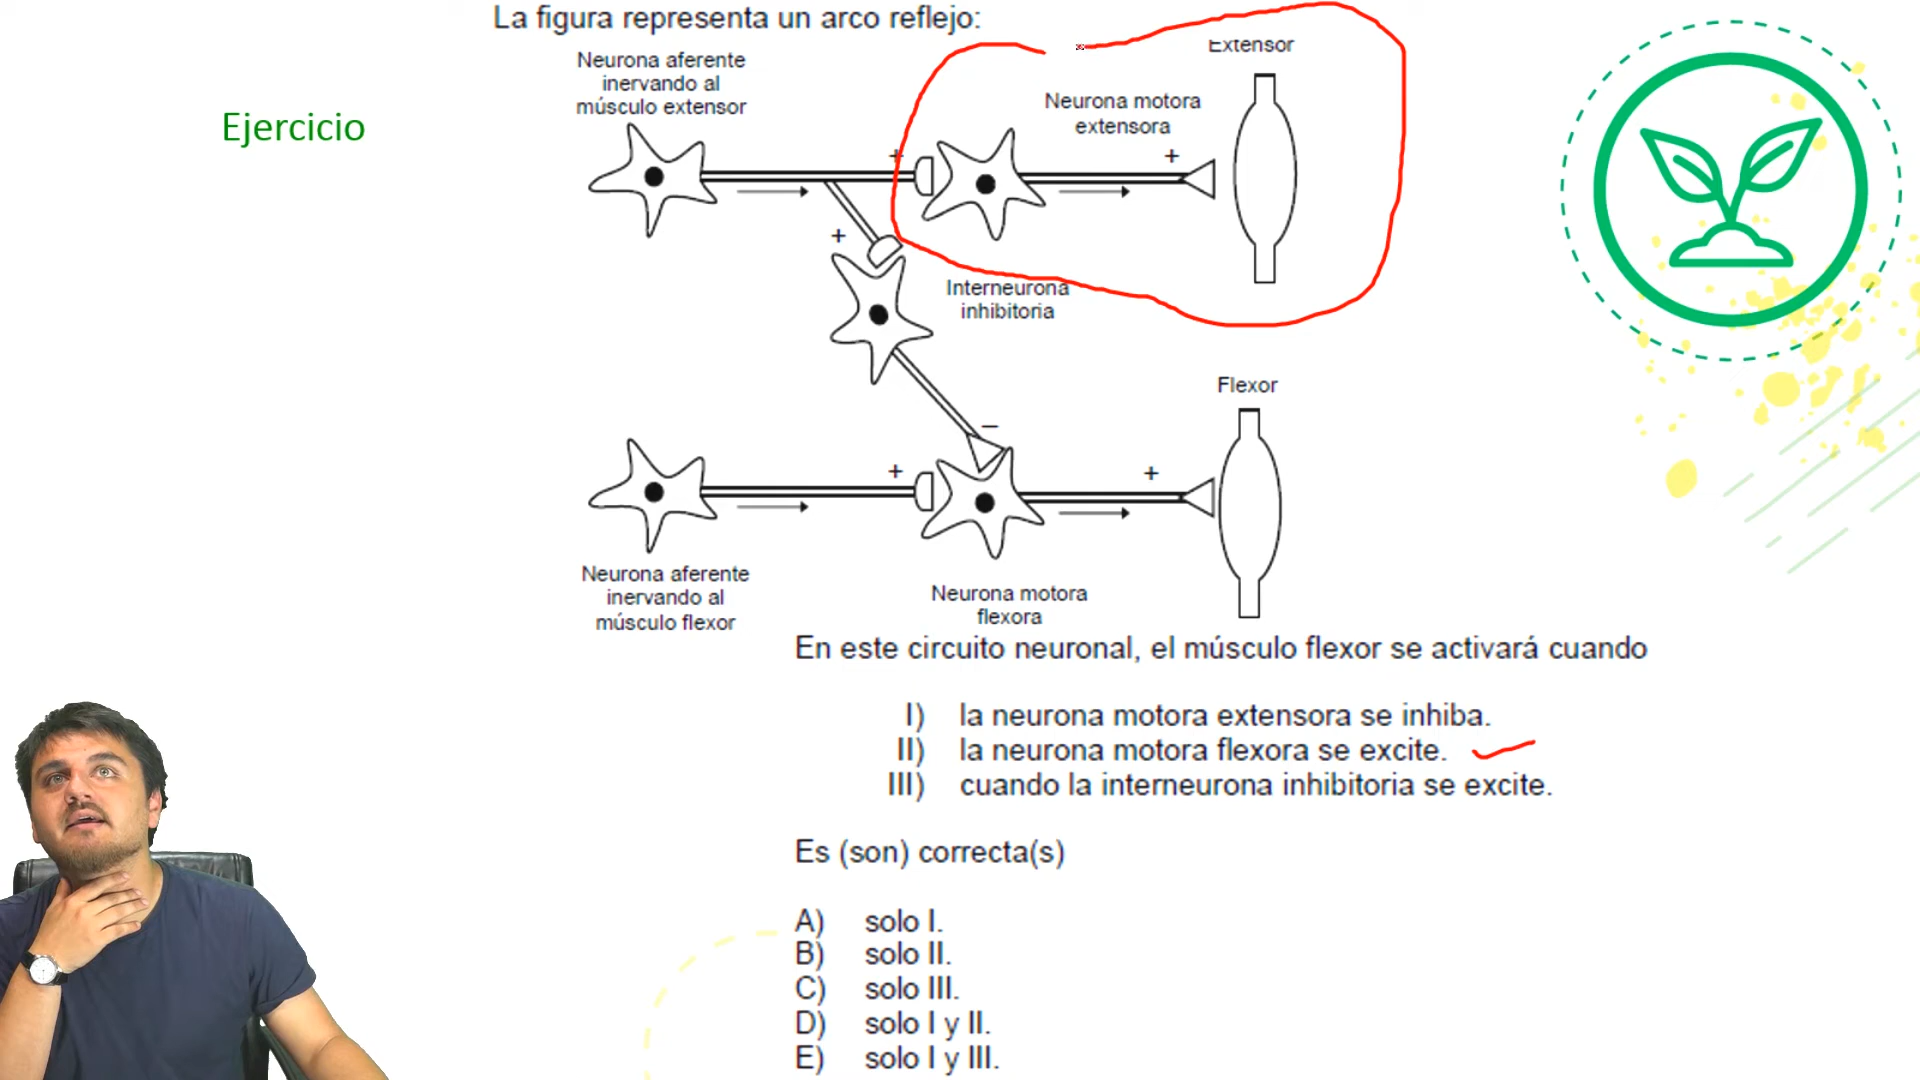 La figura representa un arco reflejo:
Ejercicio
Neurona aferente
inervando al
músculo extensor
Extensor
Neurona motora
extensora
+
+
+
Interneurona
inhibitoria
Flexor
−
+
+
Neurona aferente
inervando al
músculo flexor
Neurona motora
flexora
En este circuito neuronal, el músculo flexor se activará cuando
I) la neurona motora extensora se inhiba.
II) la neurona motora flexora se excite.
III) cuando la interneurona inhibitoria se excite.
Es (son) correcta(s)
A) solo I.
B) solo II.
C) solo III.
D) solo I y II.
E) solo I y III.